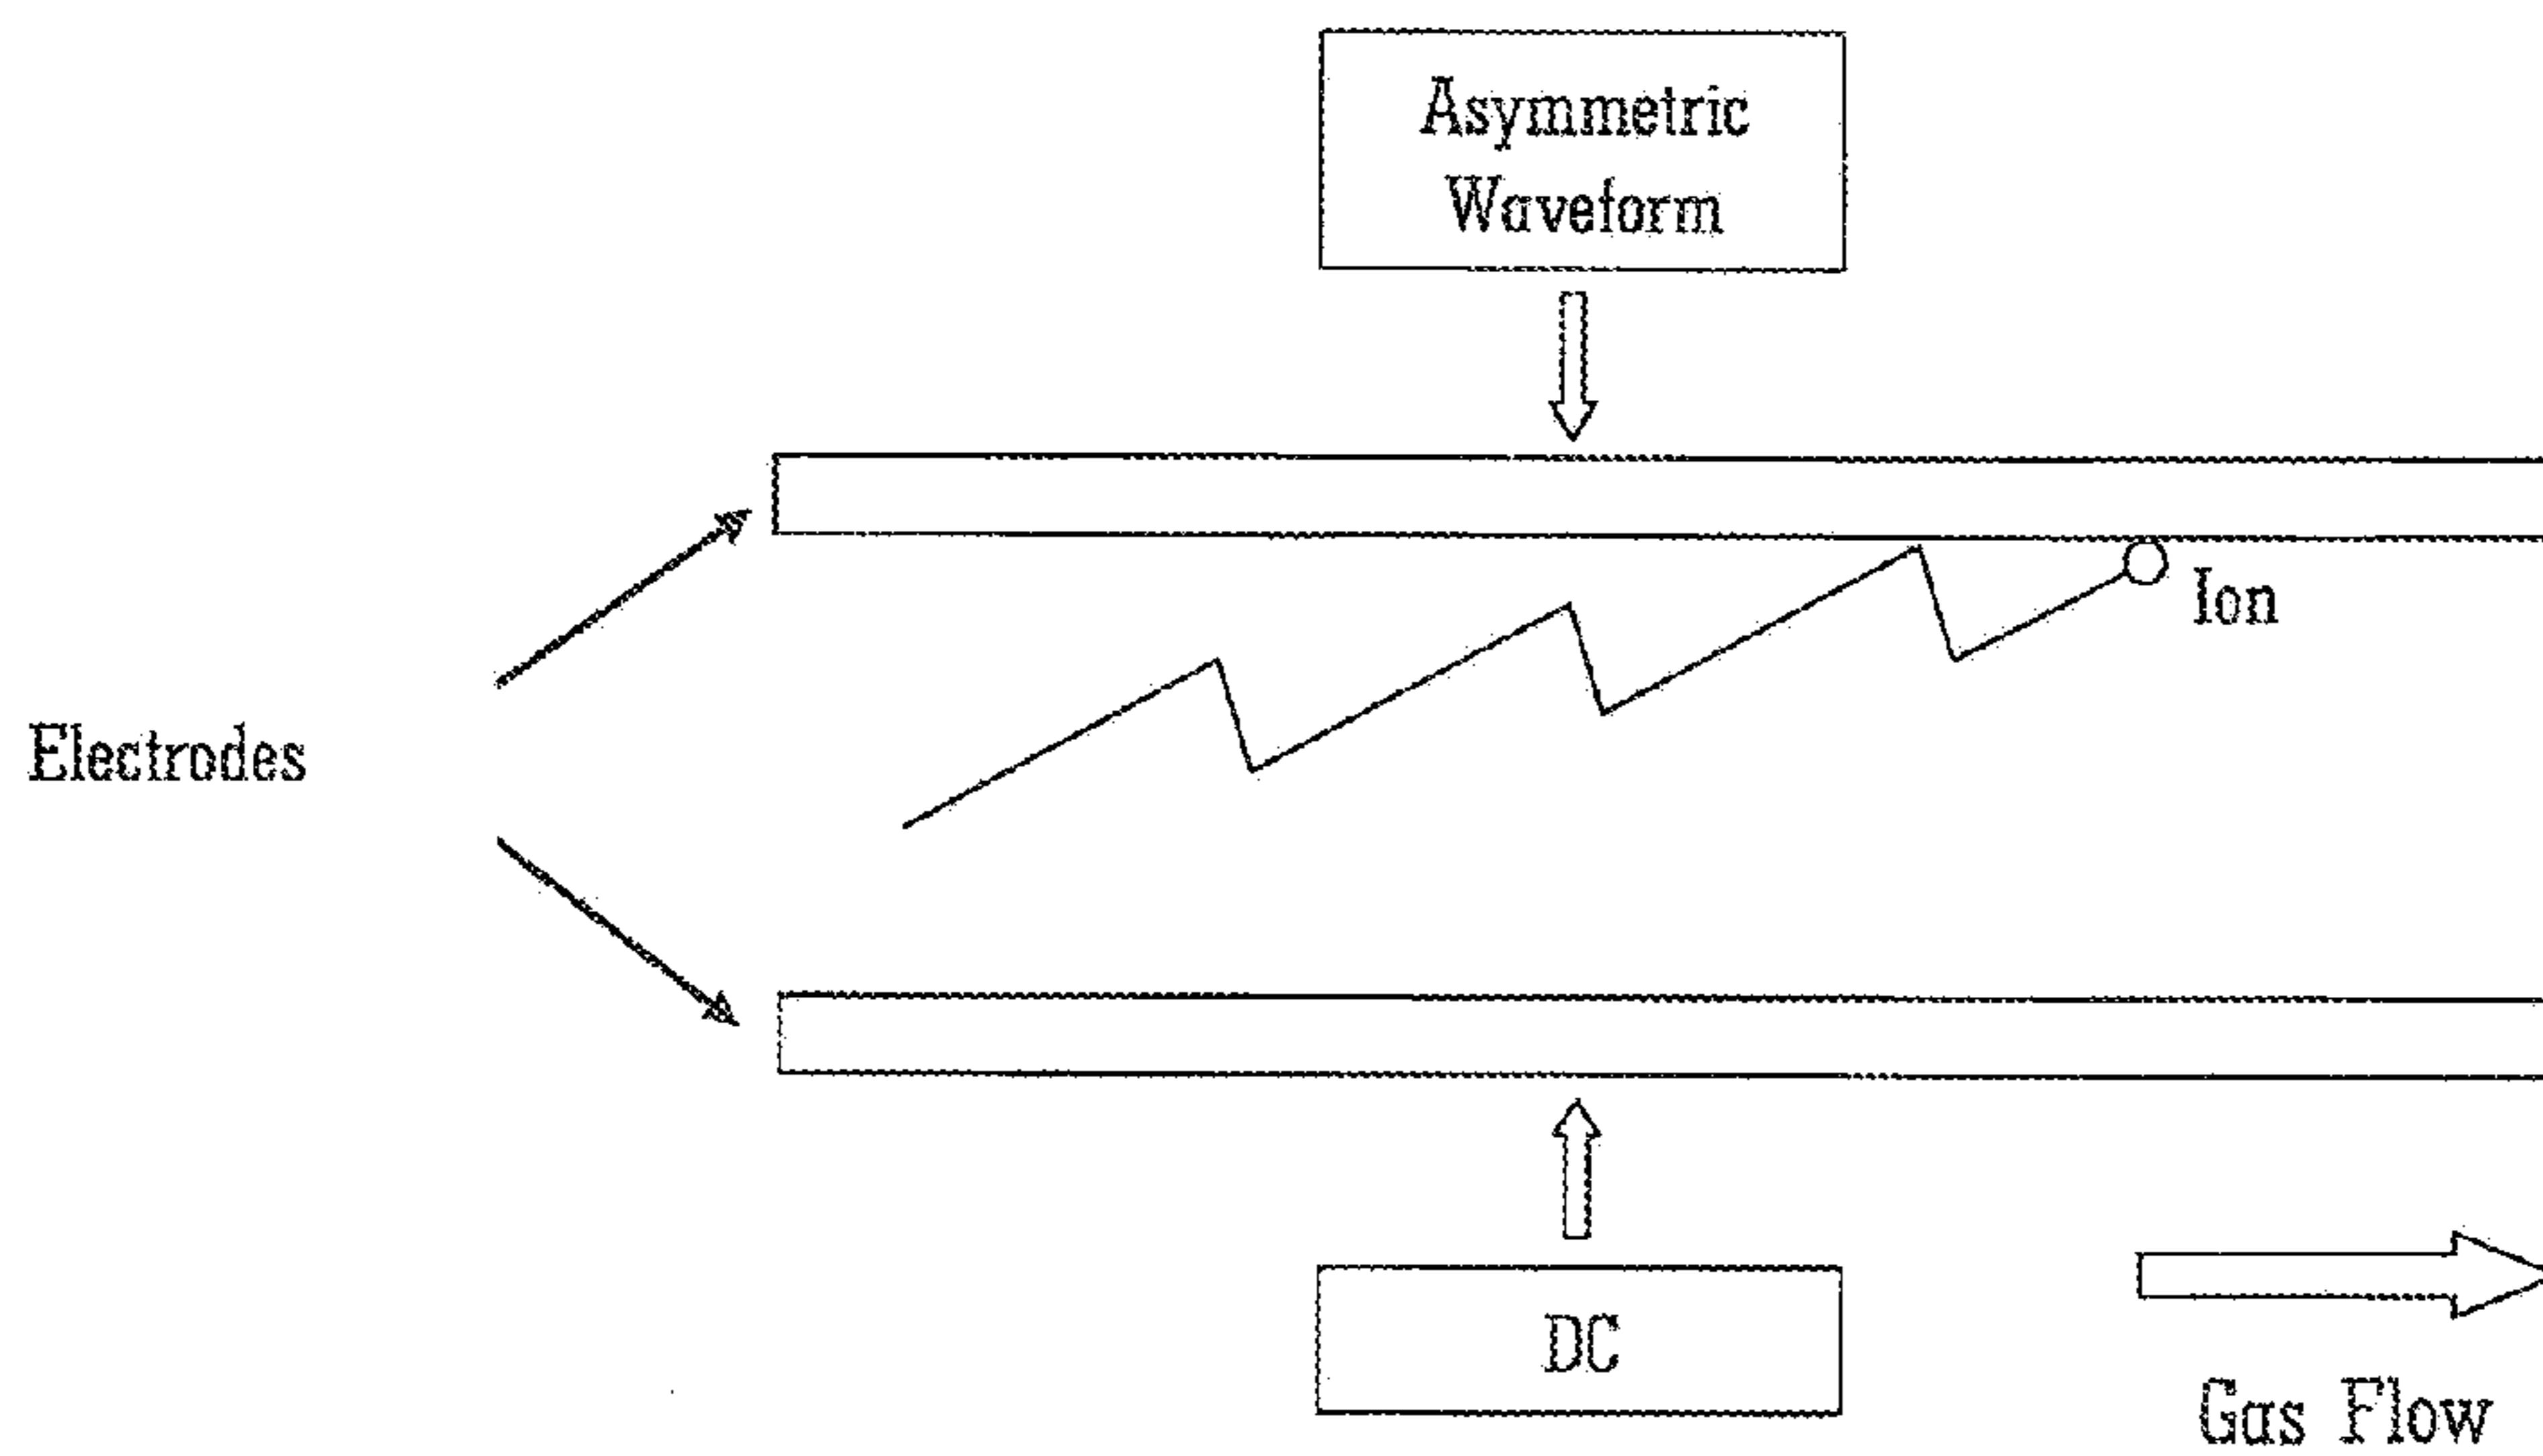 Asymmetric
Waveform
Ion
Electrodes
DC
Gas Flow